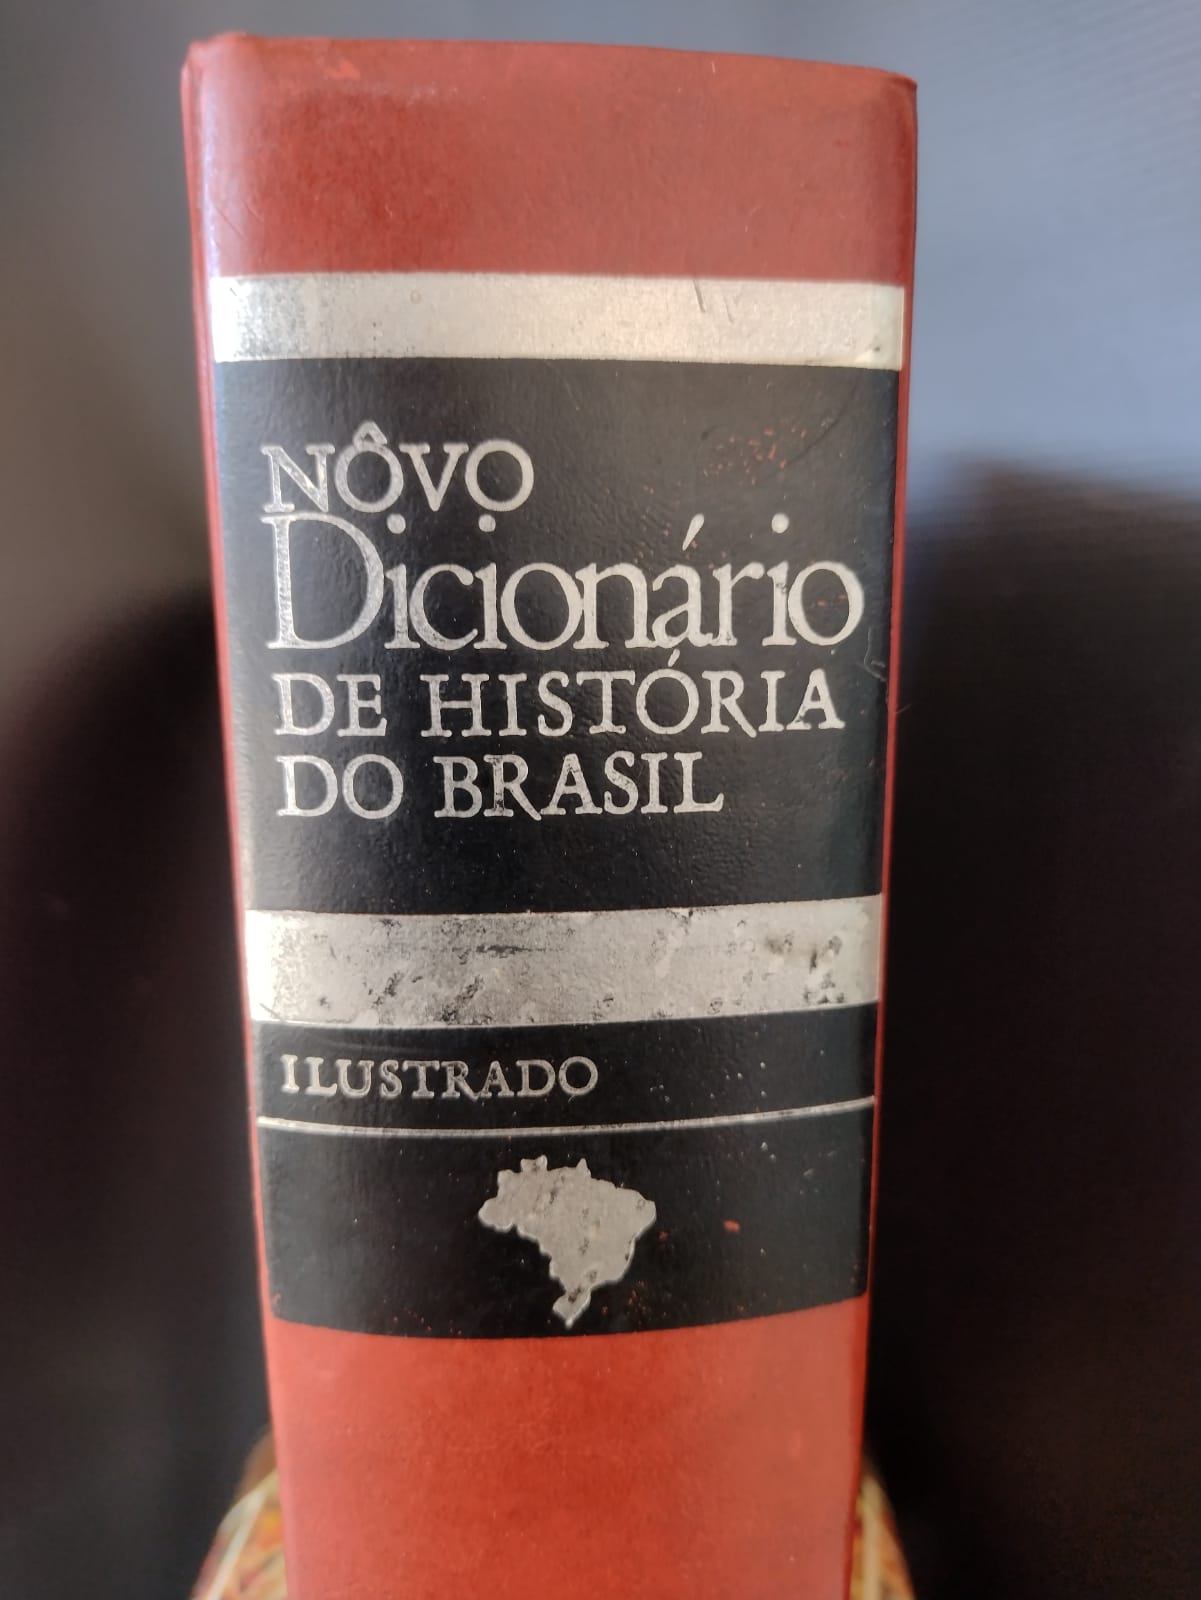 NÔVO
Dicionário
DE HISTÓRIA
DO BRASIL
ILUSTRADO